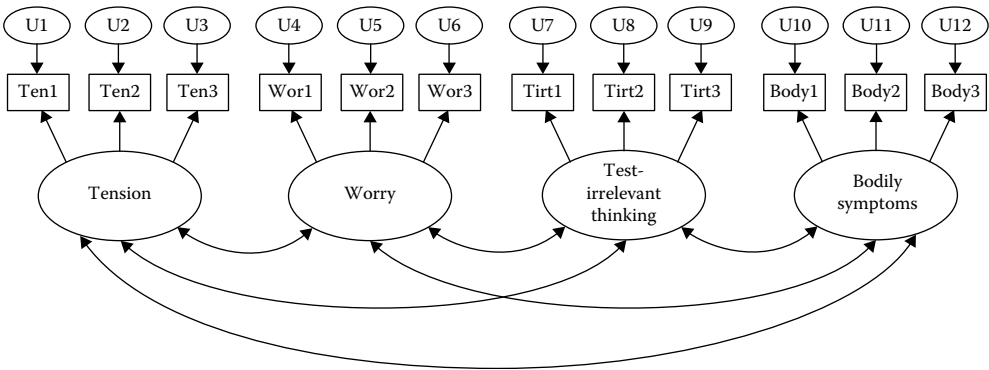 U1 U2 U3 U4 U5 U6 U7 U8 U9 U10 U11 U12
Ten1 Ten2 Ten3 Wor1 Wor2 Wor3 Tirt1 Tirt2 Tirt3 Body1 Body2 Body3
Tension
Worry
Test-
irrelevant
thinking
Bodily
symptoms